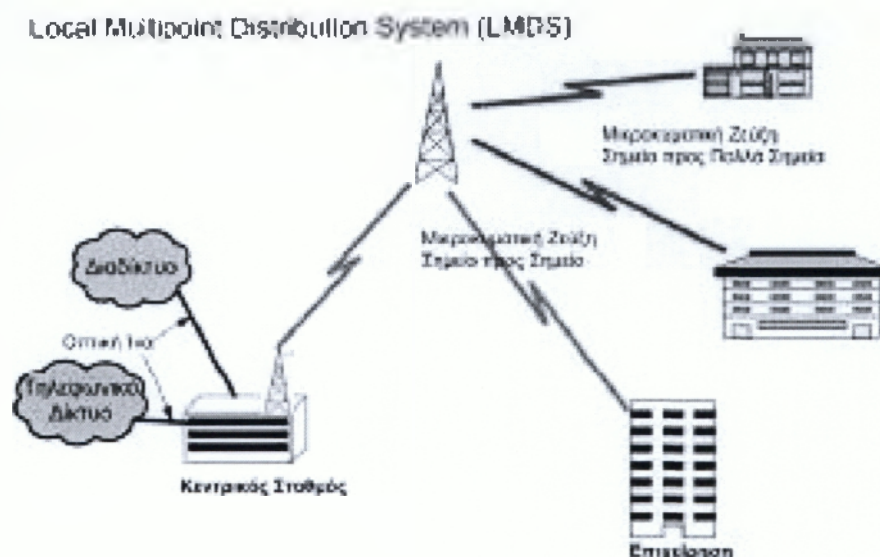 Local Multipoint Distribution System (LMDS)
Μικροκυματική Ζεύξη
Σημείο προς Πολλά Σημεία
Μικροκυματική Ζεύξη
Σημείο προς Σημείο
Διαδίκτυο
Οπτική Ίνα
Τηλεφωνικό
Δίκτυο
Κεντρικός Σταθμός
Επιχείρηση